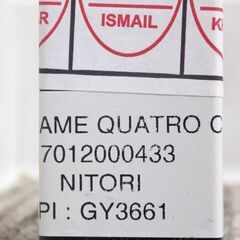 R ISMAIL K
AME QUATRO C
7012000433
NITORI
PI : GY3661